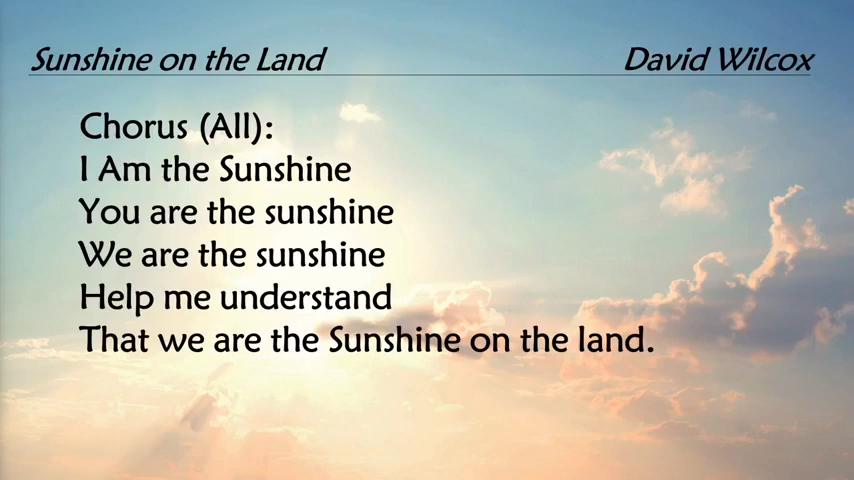 Sunshine on the Land David Wilcox
Chorus (All):
I Am the Sunshine
You are the sunshine
We are the sunshine
Help me understand
That we are the Sunshine on the land.